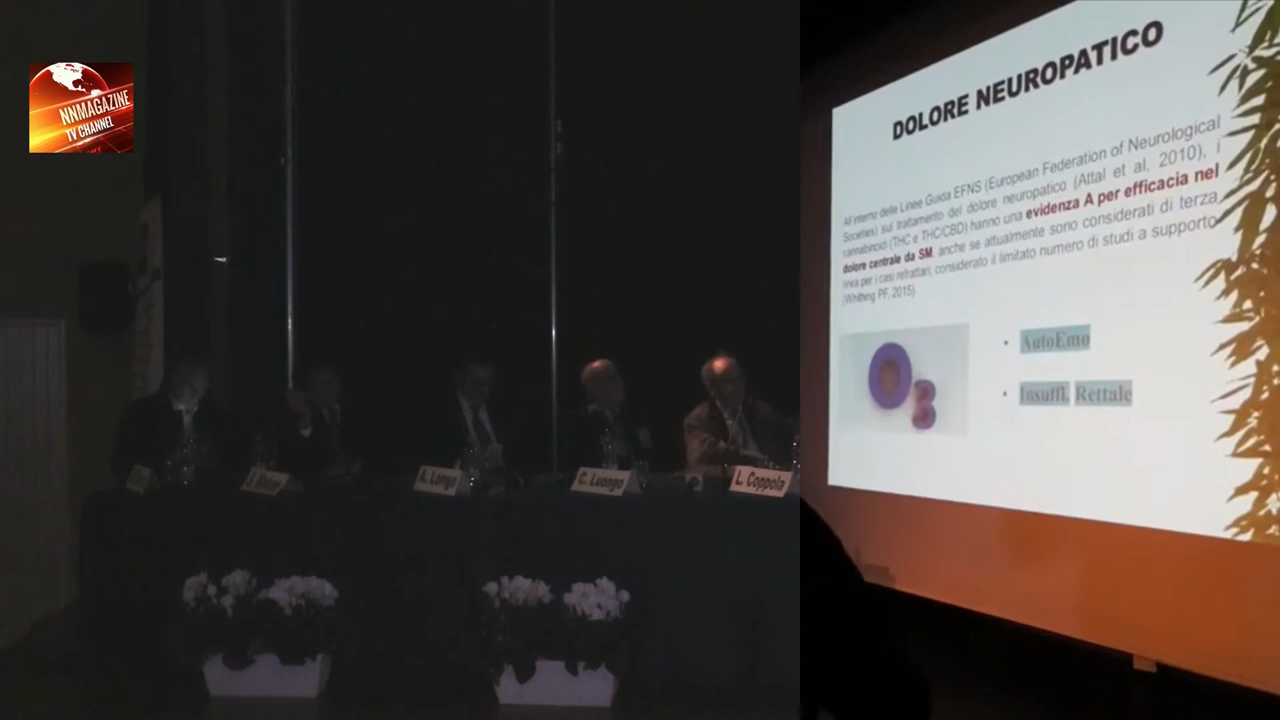 NNMAGAZINE
TV CHANNEL
A. Longo
C. Luongo
L. Coppola
DOLORE NEUROPATICO
All'interno delle Linee Guida EFNS (European Federation of Neurological
Societies) sul trattamento del dolore neuropatico (Attal et al, 2010), i
cannabinoidi (THC e THC/CBD) hanno una evidenza A per efficacia nel
dolore centrale da SM, anche se attualmente sono considerati di terza
linea per i casi refrattari, considerato il limitato numero di studi a supporto
(Whithing PF, 2015)
O3
• AutoEmo
• Insuffl. Rettale